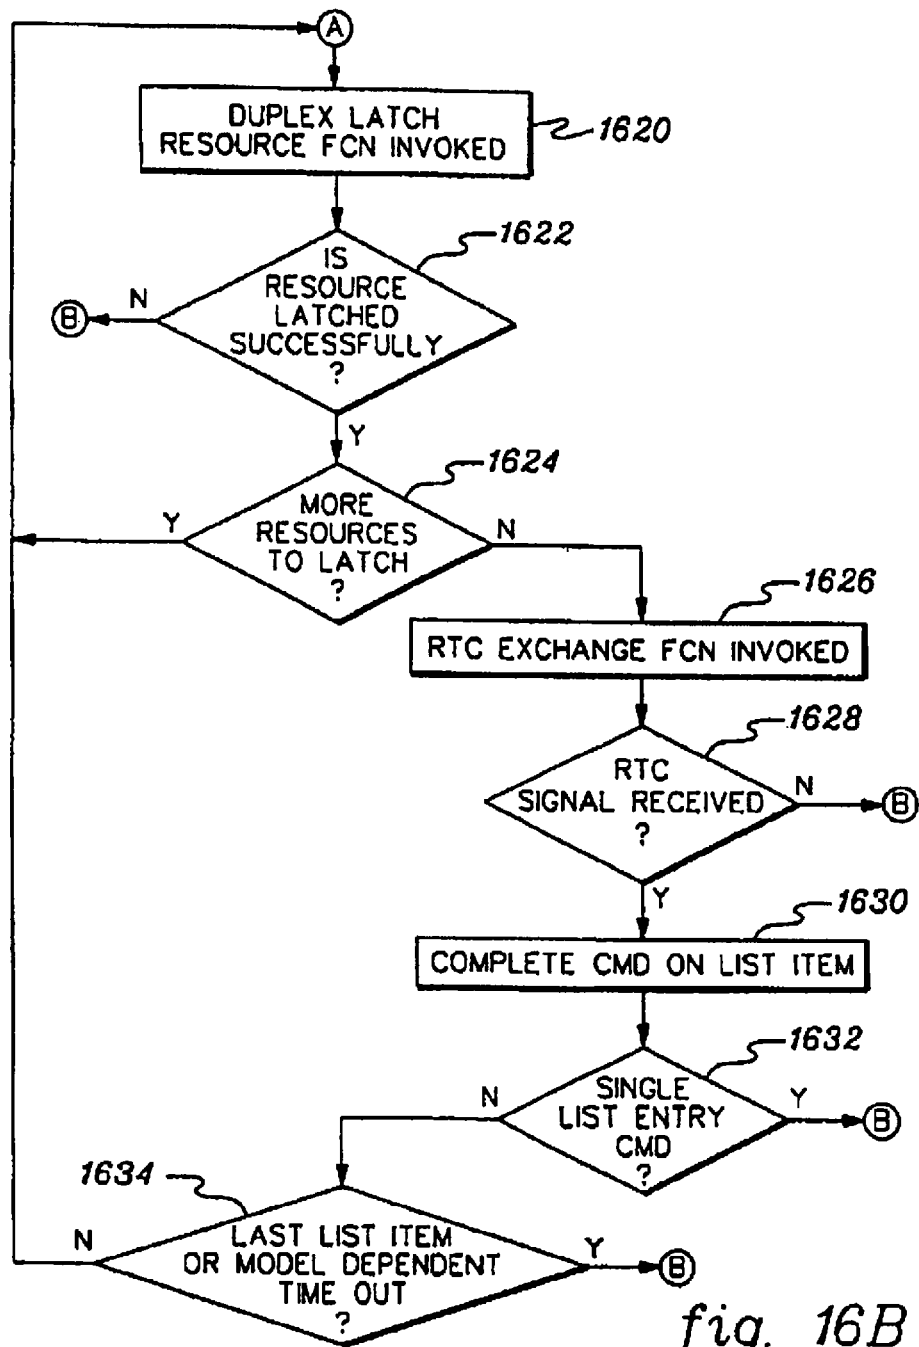 A
DUPLEX LATCH
RESOURCE FCN INVOKED
1620
1622
IS
RESOURCE
LATCHED
SUCCESSFULLY
?
N
B
Y
1624
MORE
RESOURCES
TO LATCH
?
Y
N
1626
RTC EXCHANGE FCN INVOKED
1628
RTC
SIGNAL RECEIVED
?
N
B
Y
1630
COMPLETE CMD ON LIST ITEM
1632
SINGLE
LIST ENTRY
CMD
?
N
Y
B
1634
LAST LIST ITEM
OR MODEL DEPENDENT
TIME OUT
?
N
Y
B
fig. 16B